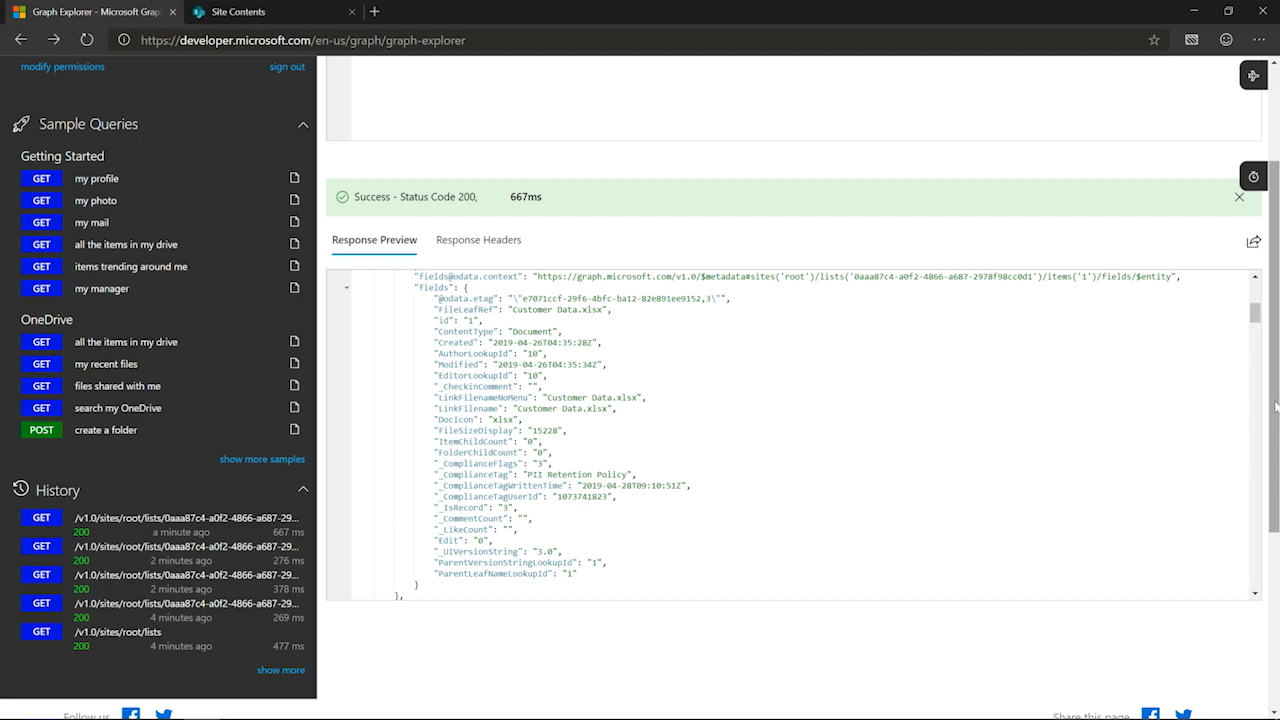 Graph Explorer - Microsoft Grap
Site Contents
https://developer.microsoft.com/en-us/graph/graph-explorer
modify permissions
sign out
Sample Queries
Getting Started
GET my profile
GET my photo
GET my mail
GET all the items in my drive
GET items trending around me
GET my manager
OneDrive
GET all the items in my drive
GET my recent files
GET files shared with me
GET search my OneDrive
POST create a folder
show more samples
History
GET /v1.0/sites/root/lists/0aaa87c4-a0f2-4866-a687-29...
200 a minute ago 667 ms
GET /v1.0/sites/root/lists/0aaa87c4-a0f2-4866-a687-29...
200 2 minutes ago 276 ms
GET /v1.0/sites/root/lists/0aaa87c4-a0f2-4866-a687-29...
200 2 minutes ago 378 ms
GET /v1.0/sites/root/lists/0aaa87c4-a0f2-4866-a687-29...
200 4 minutes ago 269 ms
GET /v1.0/sites/root/lists
200 4 minutes ago 477 ms
show more
Follow us
Success - Status Code 200, 667ms
Response Preview
Response Headers
"fields@odata.context": "https://graph.microsoft.com/v1.0/$metadata#sites('root')/lists('0aaa87c4-a0f2-4866-a687-2978f98cc0d1')/items('1')/fields/$entity",
"fields": {
"@odata.etag": "\"e7071ccf-29f6-4bfc-ba12-82e891ee9152,3\"",
"FileLeafRef": "Customer Data.xlsx",
"id": "1",
"ContentType": "Document",
"Created": "2019-04-26T04:35:28Z",
"AuthorLookupId": "10",
"Modified": "2019-04-26T04:35:34Z",
"EditorLookupId": "10",
"_CheckinComment": "",
"LinkFilenameNoMenu": "Customer Data.xlsx",
"LinkFilename": "Customer Data.xlsx",
"DocIcon": "xlsx",
"FileSizeDisplay": "15228",
"ItemChildCount": "0",
"FolderChildCount": "0",
"_ComplianceFlags": "3",
"_ComplianceTag": "PII Retention Policy",
"_ComplianceTagWrittenTime": "2019-04-28T09:10:51Z",
"_ComplianceTagUserId": "1073741823",
"_IsRecord": "3",
"_CommentCount": "",
"_LikeCount": "",
"Edit": "0",
"_UIVersionString": "3.0",
"ParentVersionStringLookupId": "1",
"ParentLeafNameLookupId": "1"
}
},
Share this page